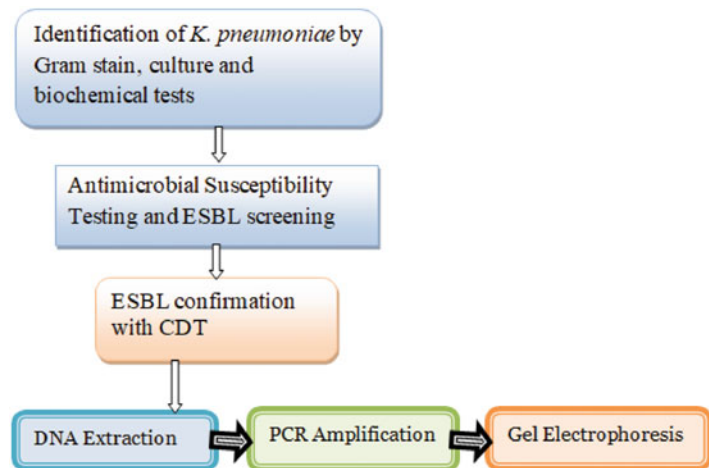 Identification of K. pneumoniae by
Gram stain, culture and
biochemical tests
Antimicrobial Susceptibility
Testing and ESBL screening
ESBL confirmation
with CDT
DNA Extraction
PCR Amplification
Gel Electrophoresis